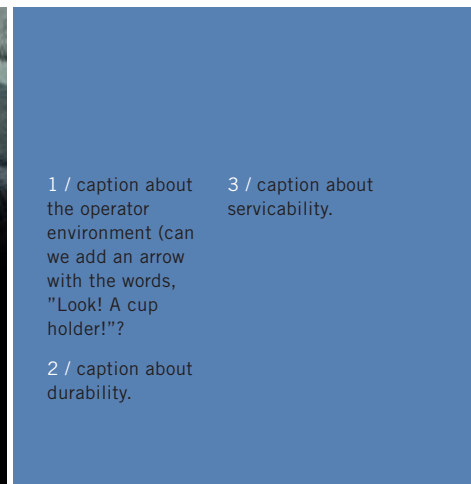 1 / caption about
the operator
environment (can
we add an arrow
with the words,
”Look! A cup
holder!”?
2 / caption about
durability.
3 / caption about
servicability.